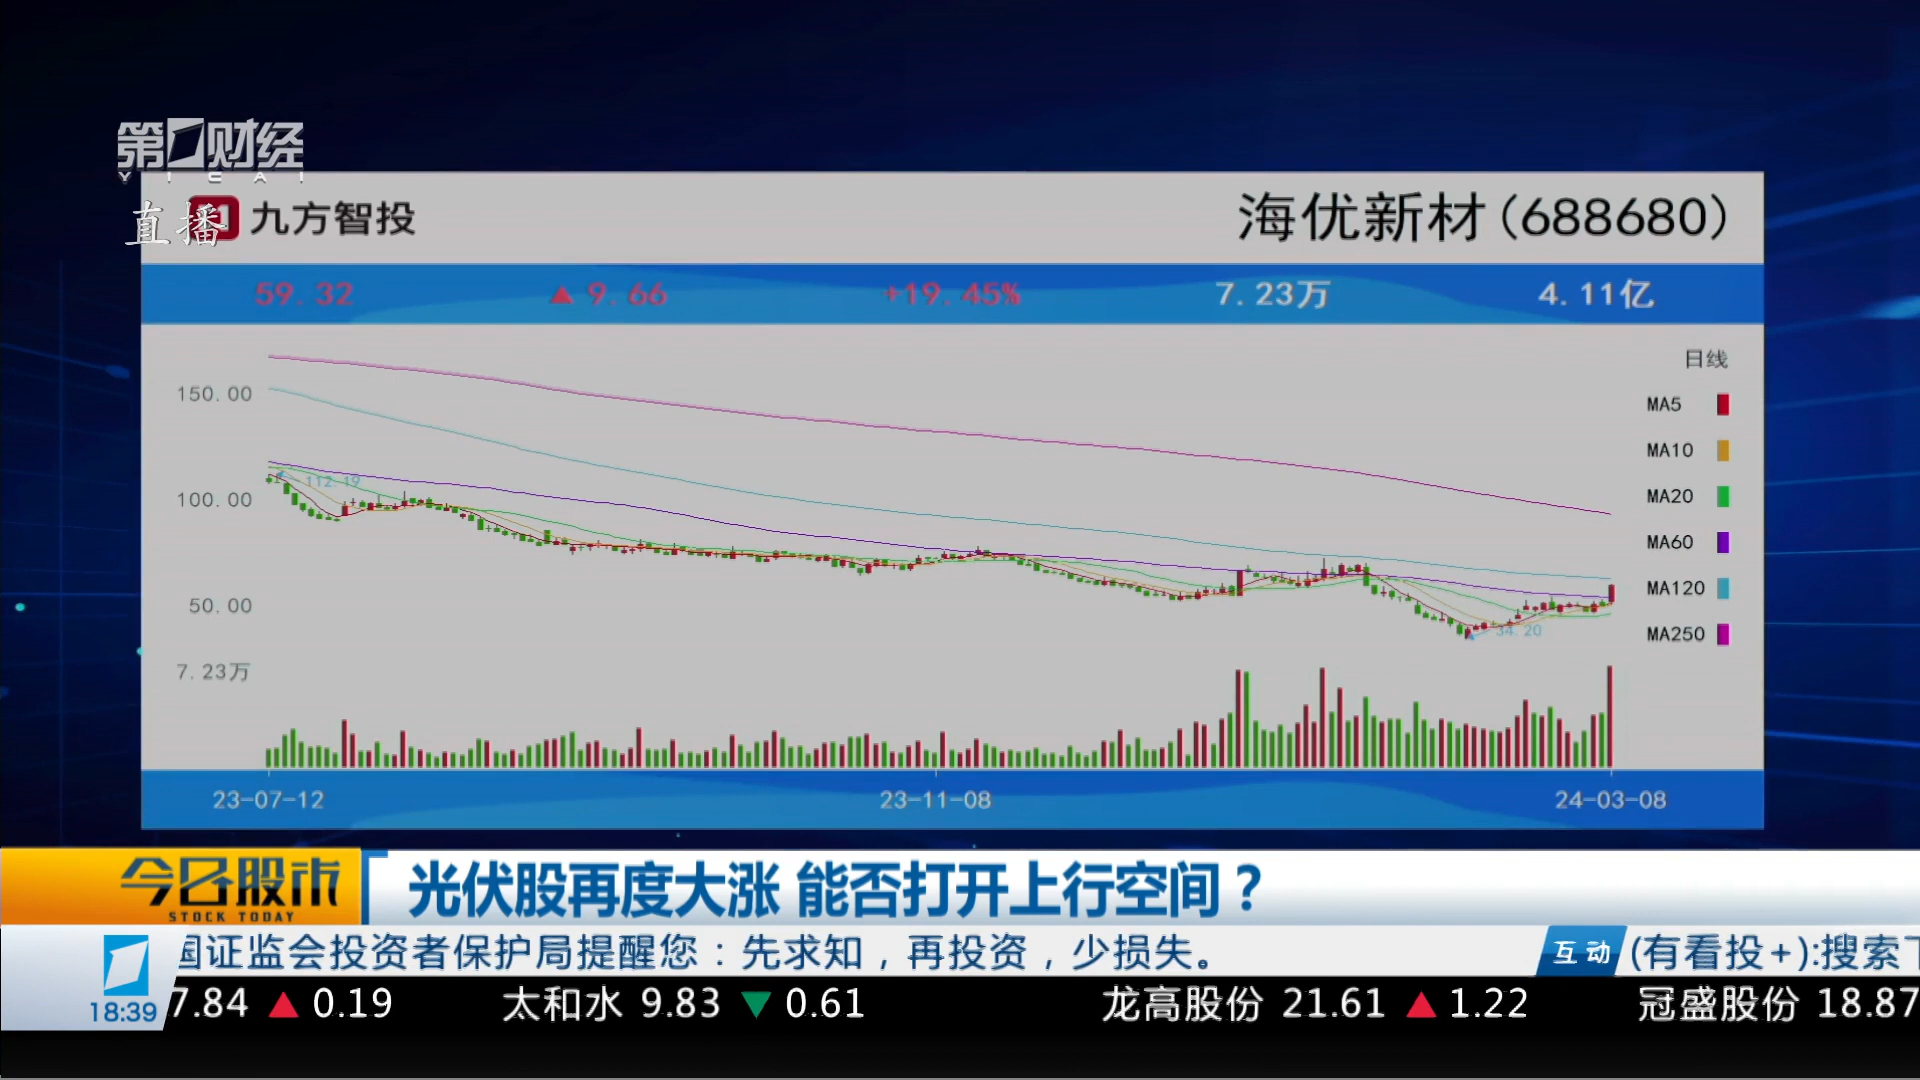 第一财经
YICAI
直播
九方智投
海优新材(688680)
59.32 ▲ 9.66 +19.45% 7.23万 4.11亿
日线
150.00
100.00
50.00
7.23万
112.19
34.20
MA5
MA10
MA20
MA60
MA120
MA250
23-07-12 23-11-08 24-03-08
今日股市
STOCK TODAY
光伏股再度大涨 能否打开上行空间？
国证监会投资者保护局提醒您：先求知，再投资，少损失。
互动 (有看投+):搜索下
18:39
7.84 ▲ 0.19 太和水 9.83 ▼ 0.61 龙高股份 21.61 ▲ 1.22 冠盛股份 18.87